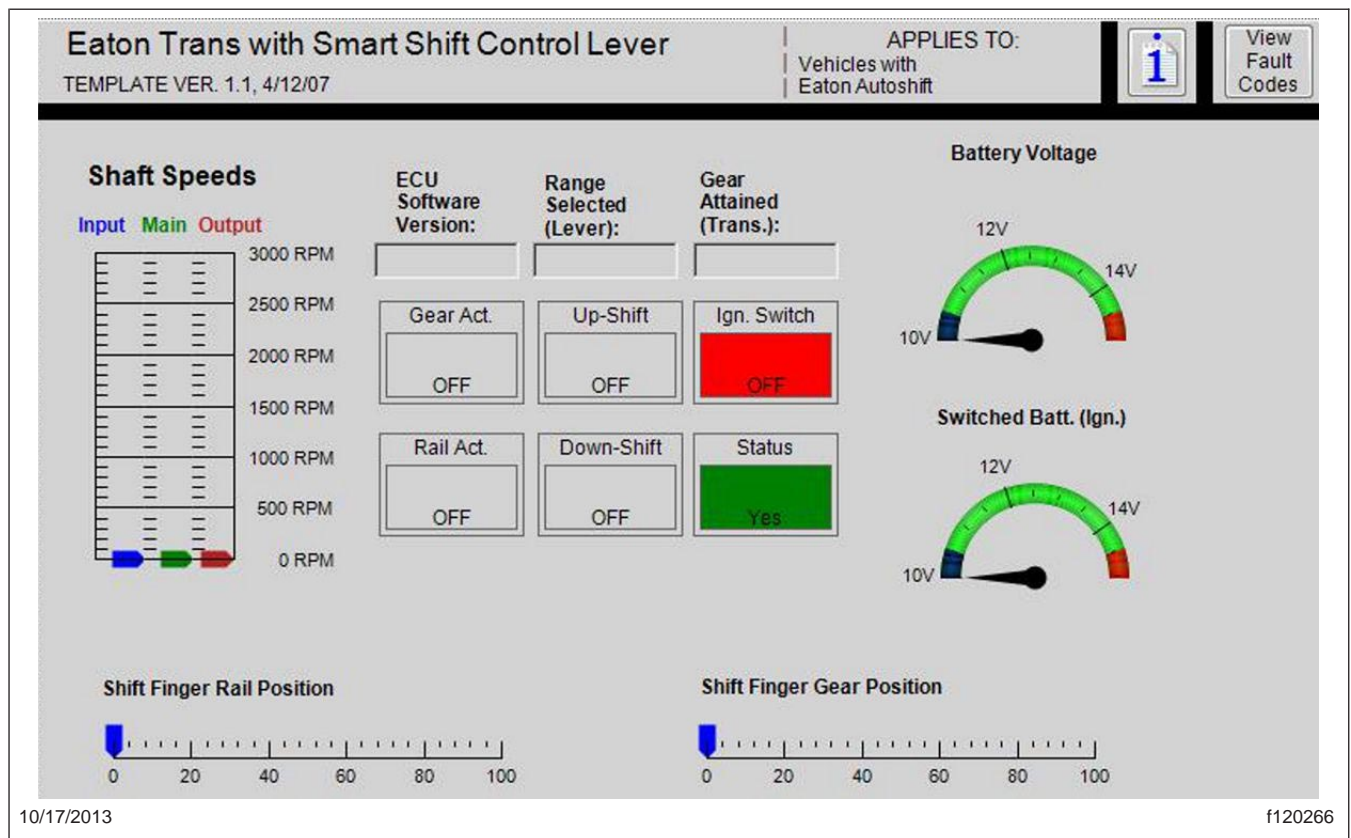 Eaton Trans with Smart Shift Control Lever
TEMPLATE VER. 1.1, 4/12/07
APPLIES TO:
Vehicles with
Eaton Autoshift
i
View
Fault
Codes
Shaft Speeds
Input Main Output
3000 RPM
2500 RPM
2000 RPM
1500 RPM
1000 RPM
500 RPM
0 RPM
ECU
Software
Version:
Range
Selected
(Lever):
Gear
Attained
(Trans.):
Gear Act.
OFF
Up-Shift
OFF
Ign. Switch
OFF
Rail Act.
OFF
Down-Shift
OFF
Status
Yes
Battery Voltage
10V
12V
14V
Switched Batt. (Ign.)
10V
12V
14V
Shift Finger Rail Position
0 20 40 60 80 100
Shift Finger Gear Position
0 20 40 60 80 100
10/17/2013
f120266